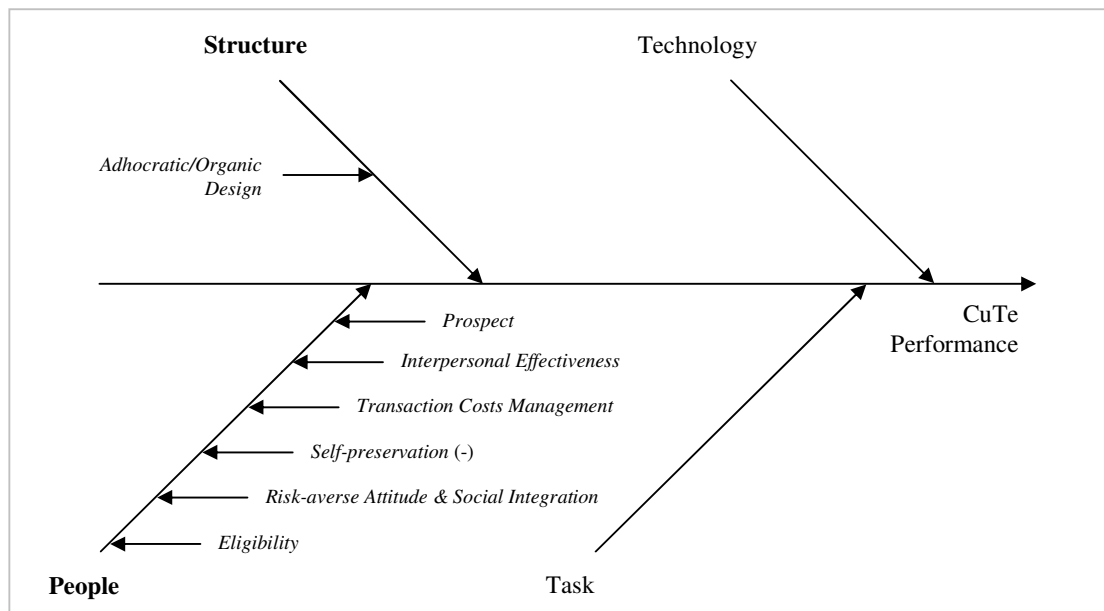 Structure
Technology
Adhocratic/Organic
Design
CuTe
Performance
Prospect
Interpersonal Effectiveness
Transaction Costs Management
Self-preservation (-)
Risk-averse Attitude & Social Integration
Eligibility
People
Task